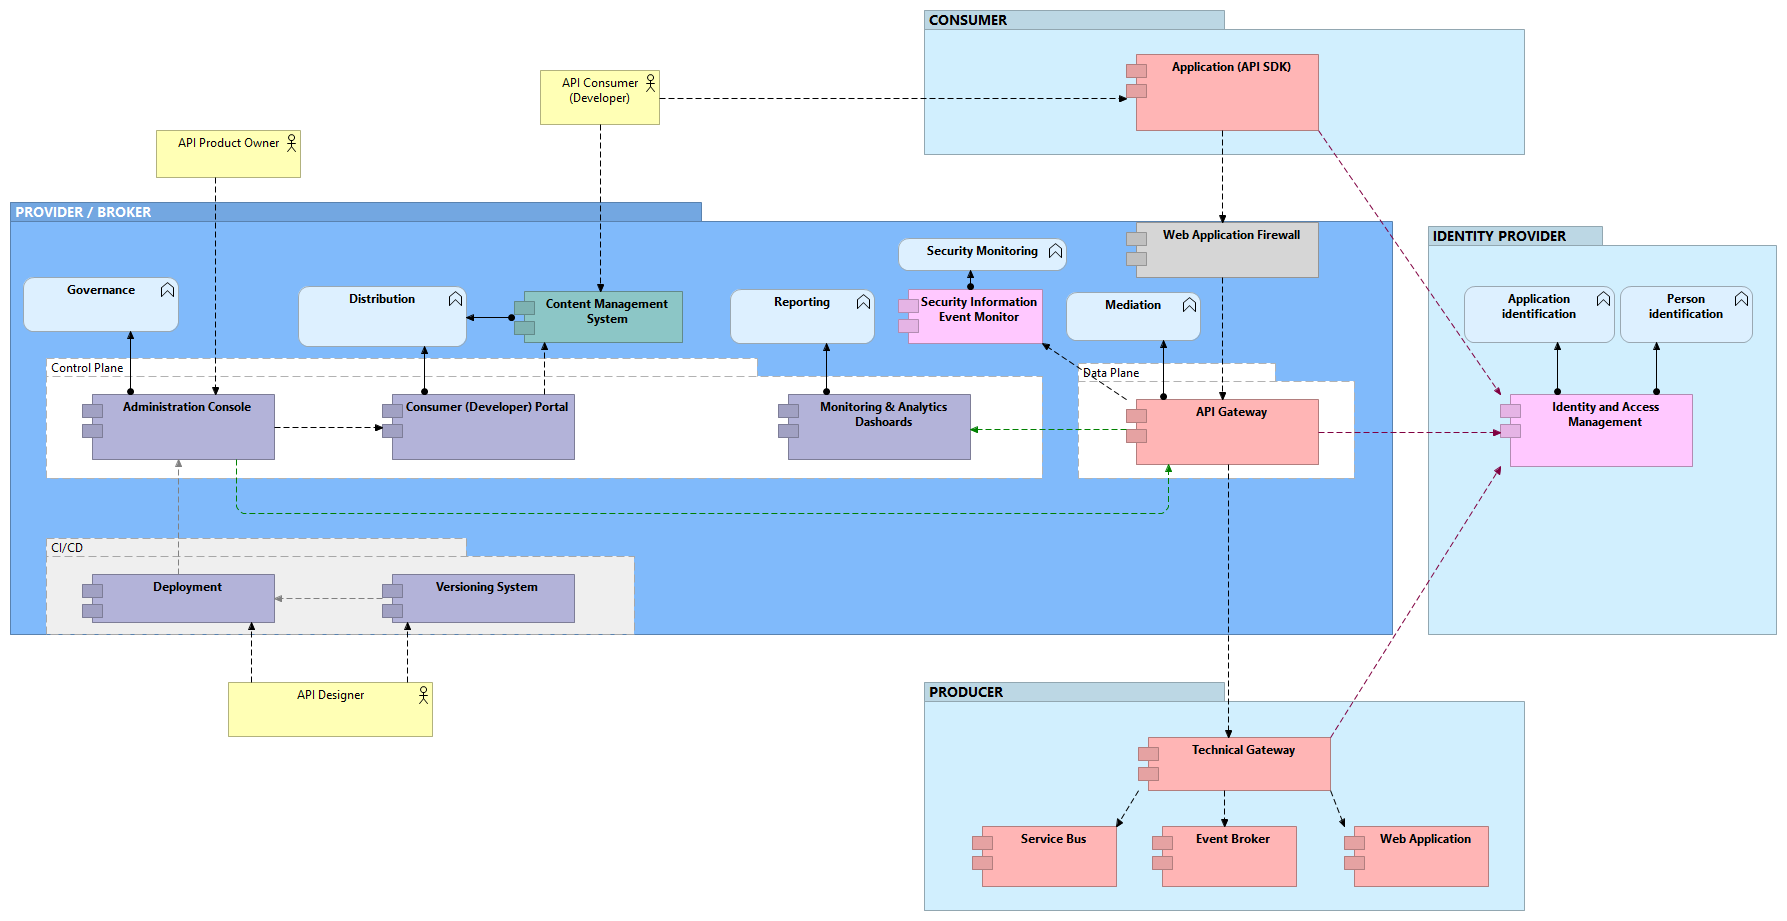 CONSUMER
Application (API SDK)
API Consumer
(Developer)
API Product Owner
PROVIDER / BROKER
Web Application Firewall
IDENTITY PROVIDER
Security Monitoring
Governance
Distribution
Content Management
System
Reporting
Security Information
Event Monitor
Mediation
Application
identification
Person
identification
Control Plane
Data Plane
Administration Console
Consumer (Developer) Portal
Monitoring & Analytics
Dashoards
API Gateway
Identity and Access
Management
CI/CD
Deployment
Versioning System
API Designer
PRODUCER
Technical Gateway
Service Bus
Event Broker
Web Application